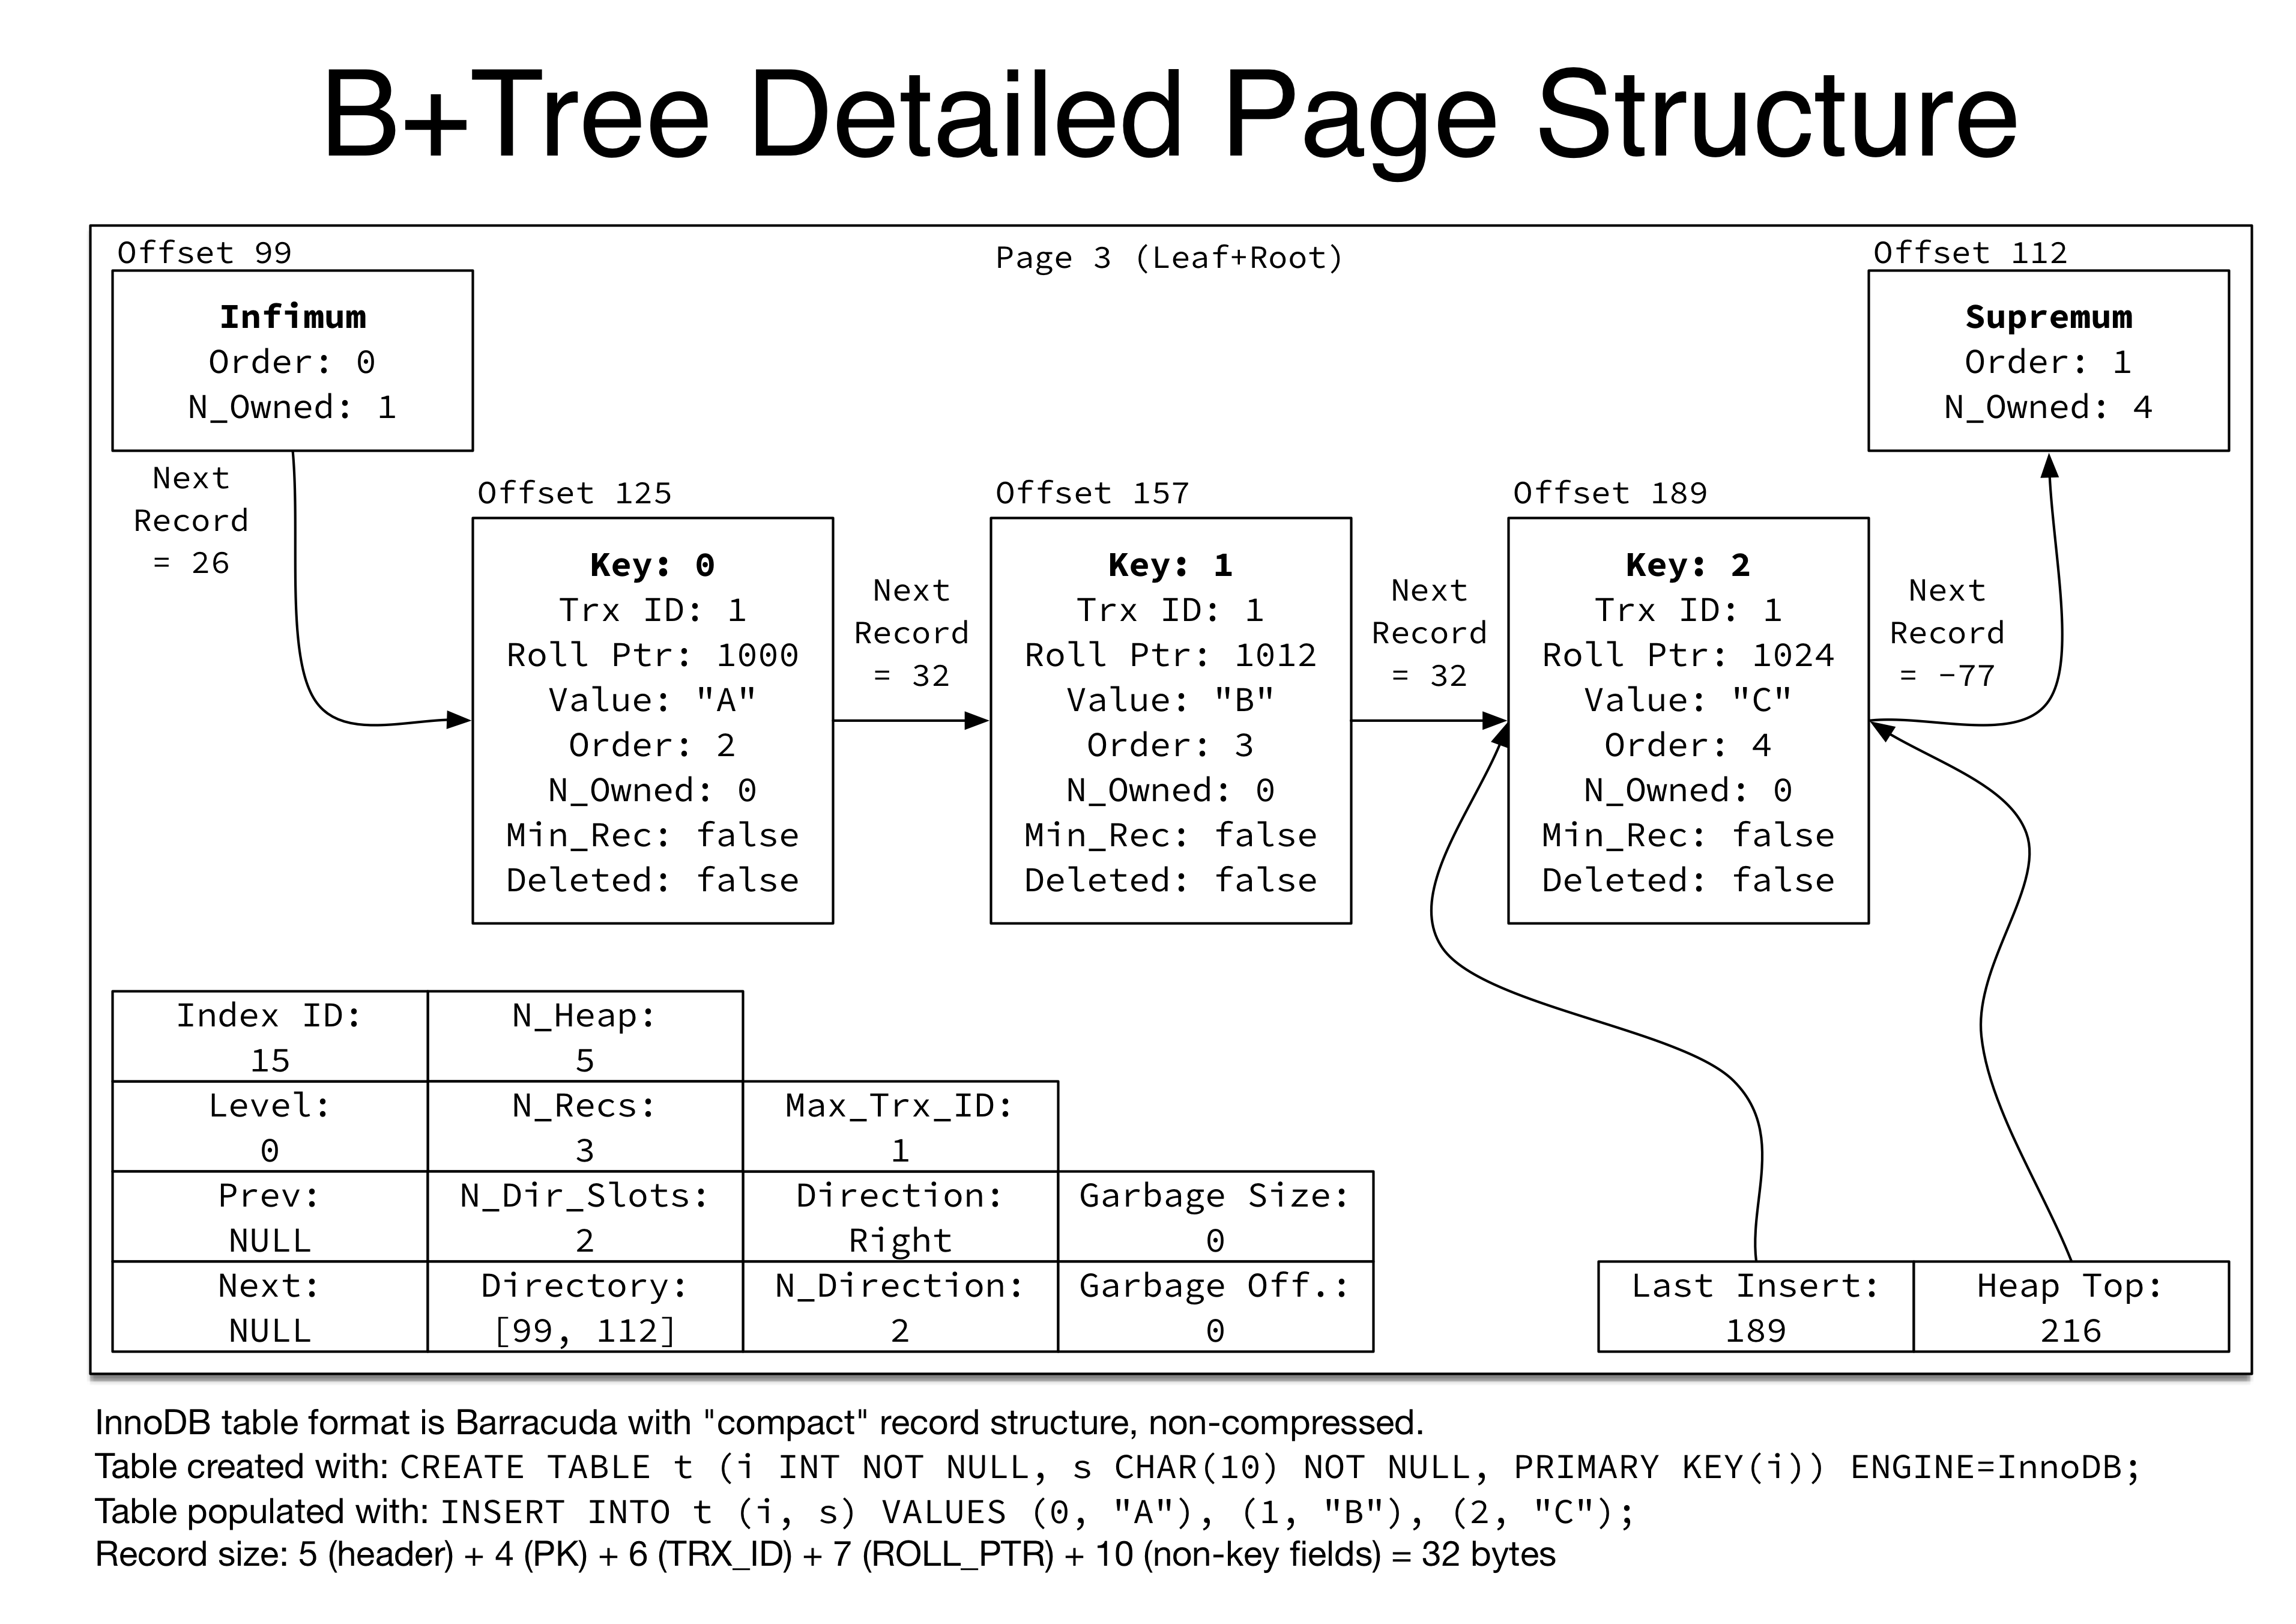 B+Tree Detailed Page Structure
Offset 99
Page 3 (Leaf+Root)
Offset 112
Infimum
Order: 0
N_Owned: 1
Supremum
Order: 1
N_Owned: 4
Next
Record
= 26
Offset 125
Key: 0
Trx ID: 1
Roll Ptr: 1000
Value: "A"
Order: 2
N_Owned: 0
Min_Rec: false
Deleted: false
Next
Record
= 32
Offset 157
Key: 1
Trx ID: 1
Roll Ptr: 1012
Value: "B"
Order: 3
N_Owned: 0
Min_Rec: false
Deleted: false
Next
Record
= 32
Offset 189
Key: 2
Trx ID: 1
Roll Ptr: 1024
Value: "C"
Order: 4
N_Owned: 0
Min_Rec: false
Deleted: false
Next
Record
= -77
Index ID:
15
N_Heap:
5
Level:
0
N_Recs:
3
Max_Trx_ID:
1
Prev:
NULL
N_Dir_Slots:
2
Direction:
Right
Garbage Size:
0
Next:
NULL
Directory:
[99, 112]
N_Direction:
2
Garbage Off.:
0
Last Insert:
189
Heap Top:
216
InnoDB table format is Barracuda with "compact" record structure, non-compressed.
Table created with: CREATE TABLE t (i INT NOT NULL, s CHAR(10) NOT NULL, PRIMARY KEY(i)) ENGINE=InnoDB;
Table populated with: INSERT INTO t (i, s) VALUES (0, "A"), (1, "B"), (2, "C");
Record size: 5 (header) + 4 (PK) + 6 (TRX_ID) + 7 (ROLL_PTR) + 10 (non-key fields) = 32 bytes